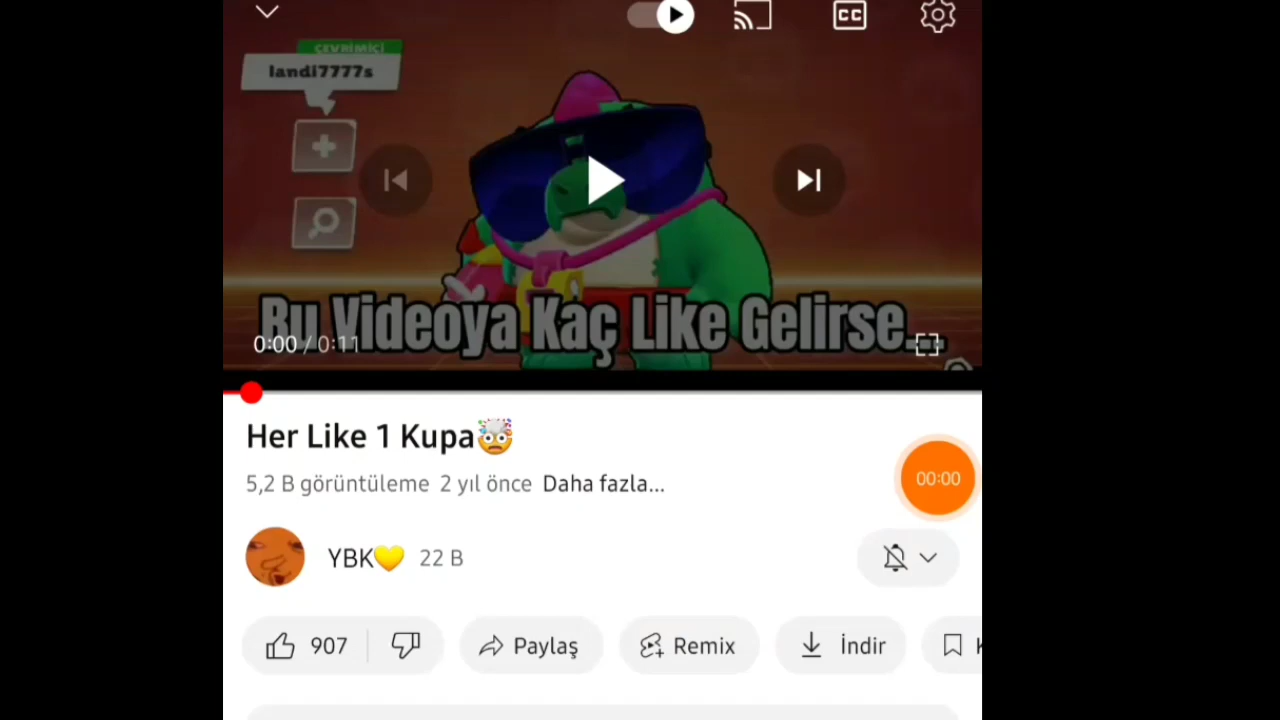 ÇEVRİMİÇİ
landi7777s
CC
Bu Videoya Kaç Like Gelirse...
0:00 / 0:11
Her Like 1 Kupa🤯
5,2 B görüntüleme 2 yıl önce Daha fazla...
00:00
YBK💛 22 B
907 Paylaş Remix İndir